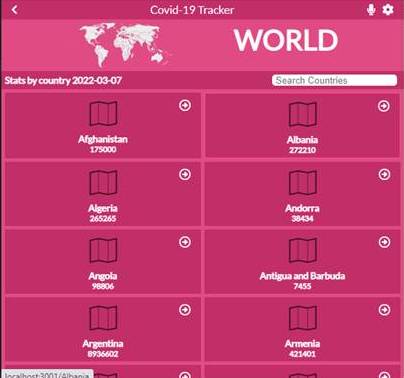 Covid-19 Tracker
WORLD
Stats by country 2022-03-07
Search Countries
Afghanistan
175000
Albania
272210
Algeria
265265
Andorra
38434
Angola
98806
Antigua and Barbuda
7455
Argentina
8936602
Armenia
421401
localhost:3001/Albania